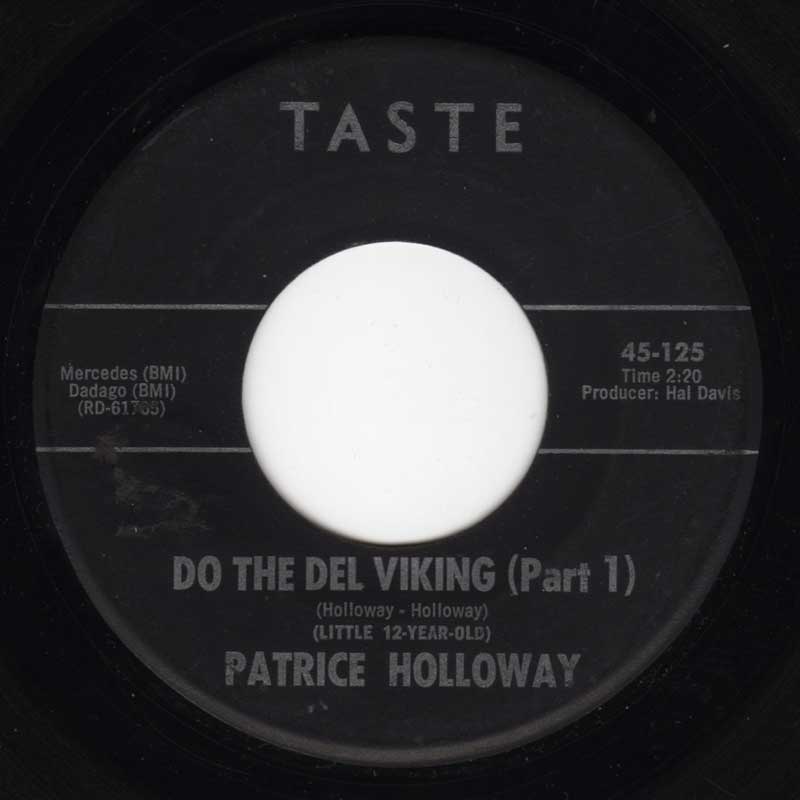 TASTE
Mercedes (BMI)
Dadago (BMI)
(RD-61765)
45-125
Time 2:20
Producer: Hal Davis
DO THE DEL VIKING (Part 1)
(Holloway - Holloway)
(LITTLE 12-YEAR-OLD)
PATRICE HOLLOWAY